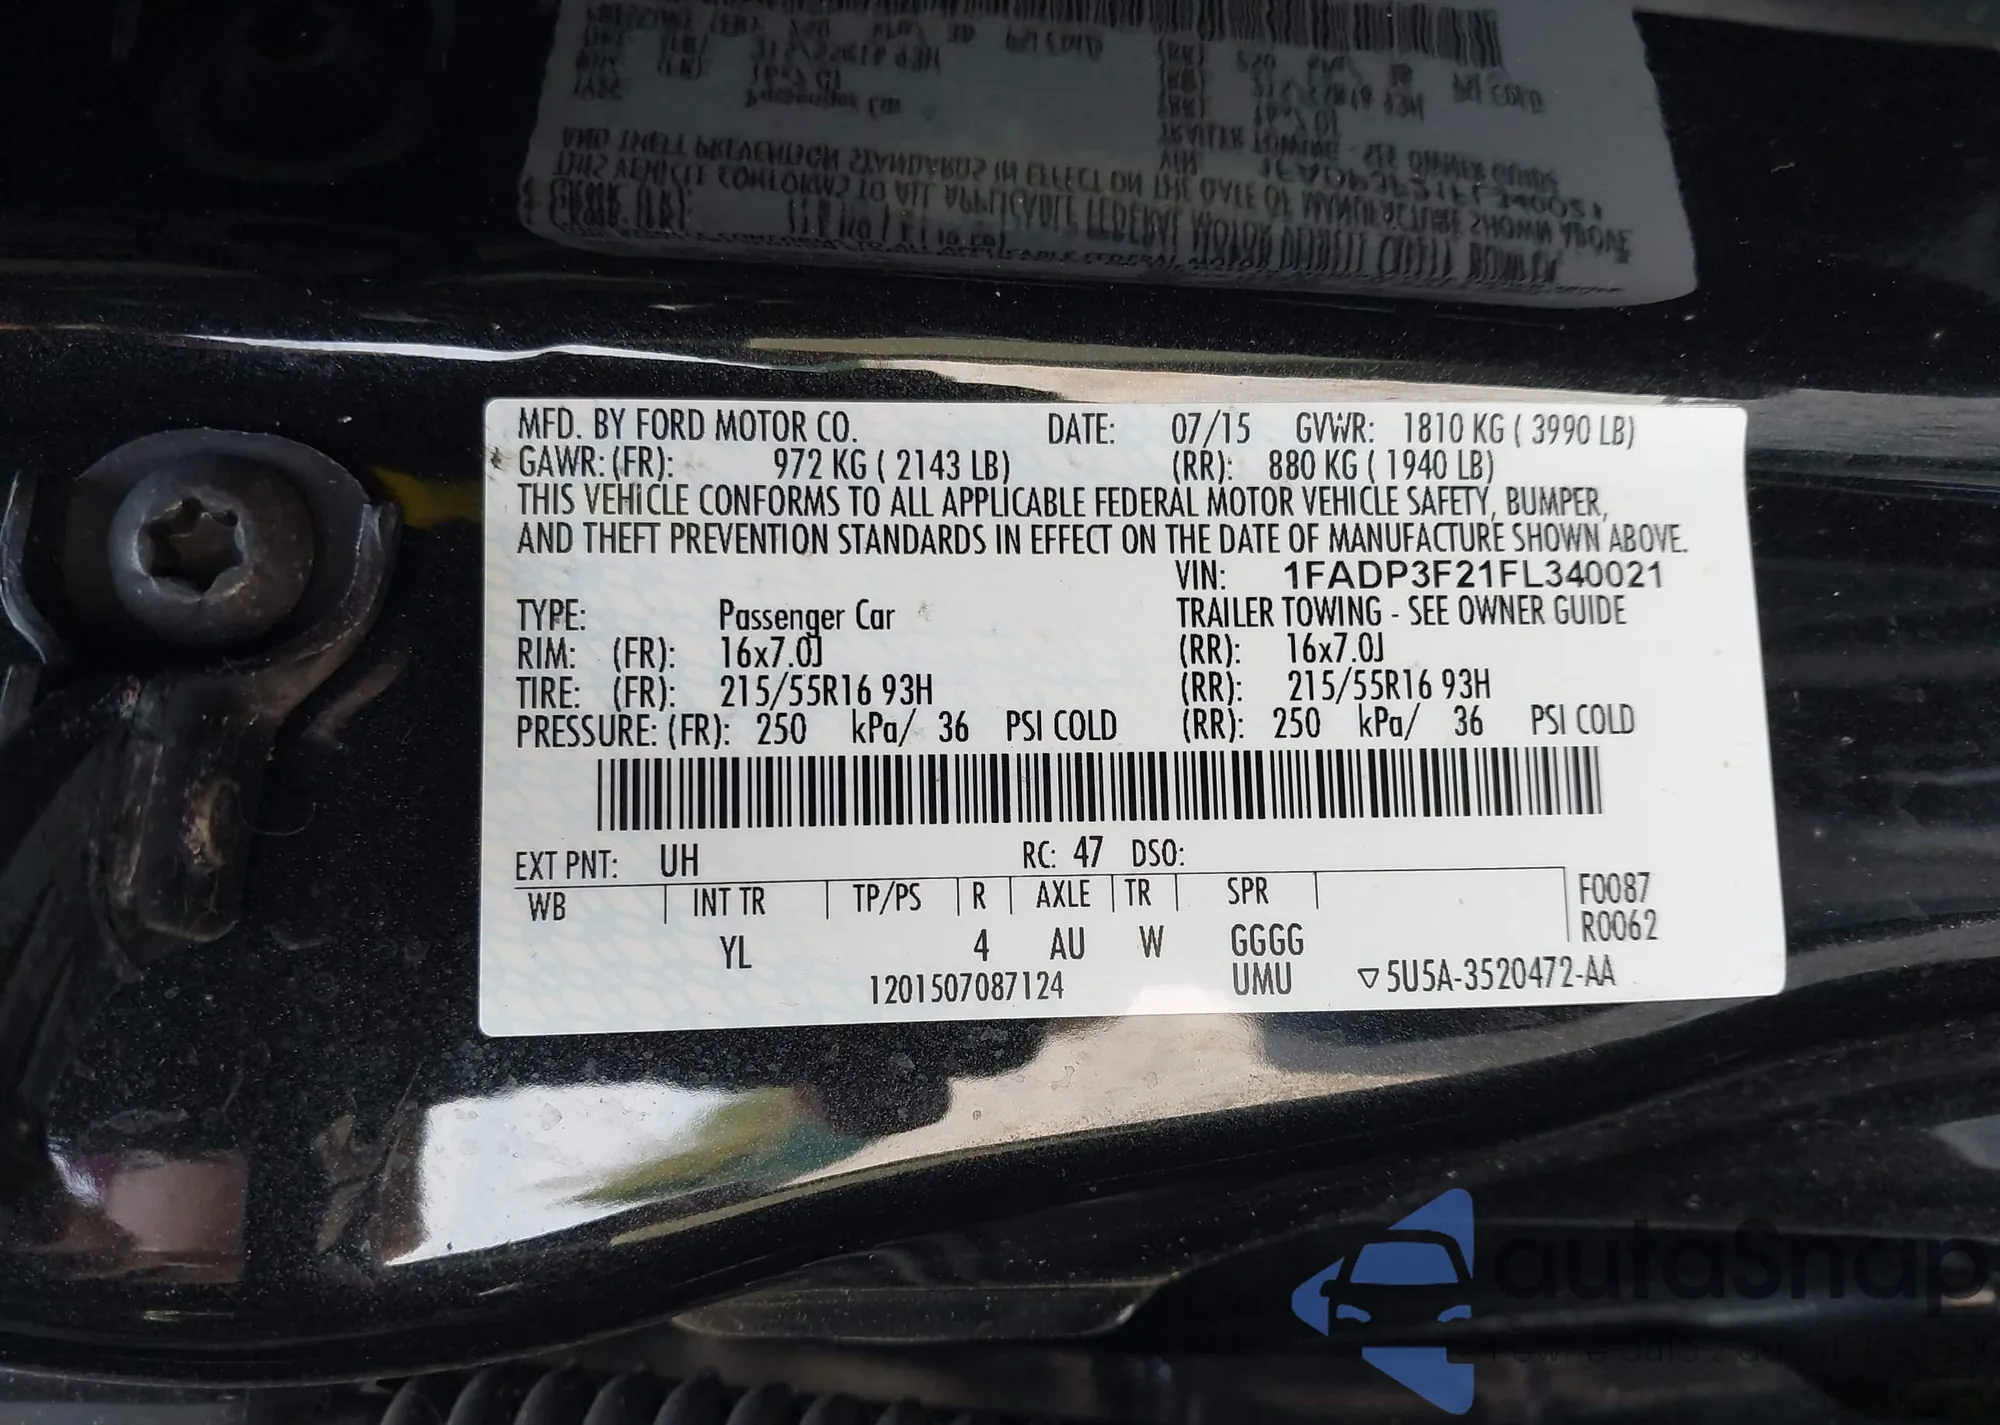 MFD. BY FORD MOTOR CO. DATE: 07/15 GVWR: 1810 KG ( 3990 LB)
GAWR: (FR): 972 KG ( 2143 LB) (RR): 880 KG ( 1940 LB)
THIS VEHICLE CONFORMS TO ALL APPLICABLE FEDERAL MOTOR VEHICLE SAFETY, BUMPER,
AND THEFT PREVENTION STANDARDS IN EFFECT ON THE DATE OF MANUFACTURE SHOWN ABOVE.
VIN: 1FADP3F21FL340021
TYPE: Passenger Car TRAILER TOWING - SEE OWNER GUIDE
RIM: (FR): 16x7.0J (RR): 16x7.0J
TIRE: (FR): 215/55R16 93H (RR): 215/55R16 93H
PRESSURE: (FR): 250 kPa/ 36 PSI COLD (RR): 250 kPa/ 36 PSI COLD
EXT PNT: UH RC: 47 DSO:
WB INT TR TP/PS R AXLE TR SPR F0087
R0062
YL 4 AU W GGGG
1201507087124 UMU ▽5U5A-3520472-AA
autaSnap